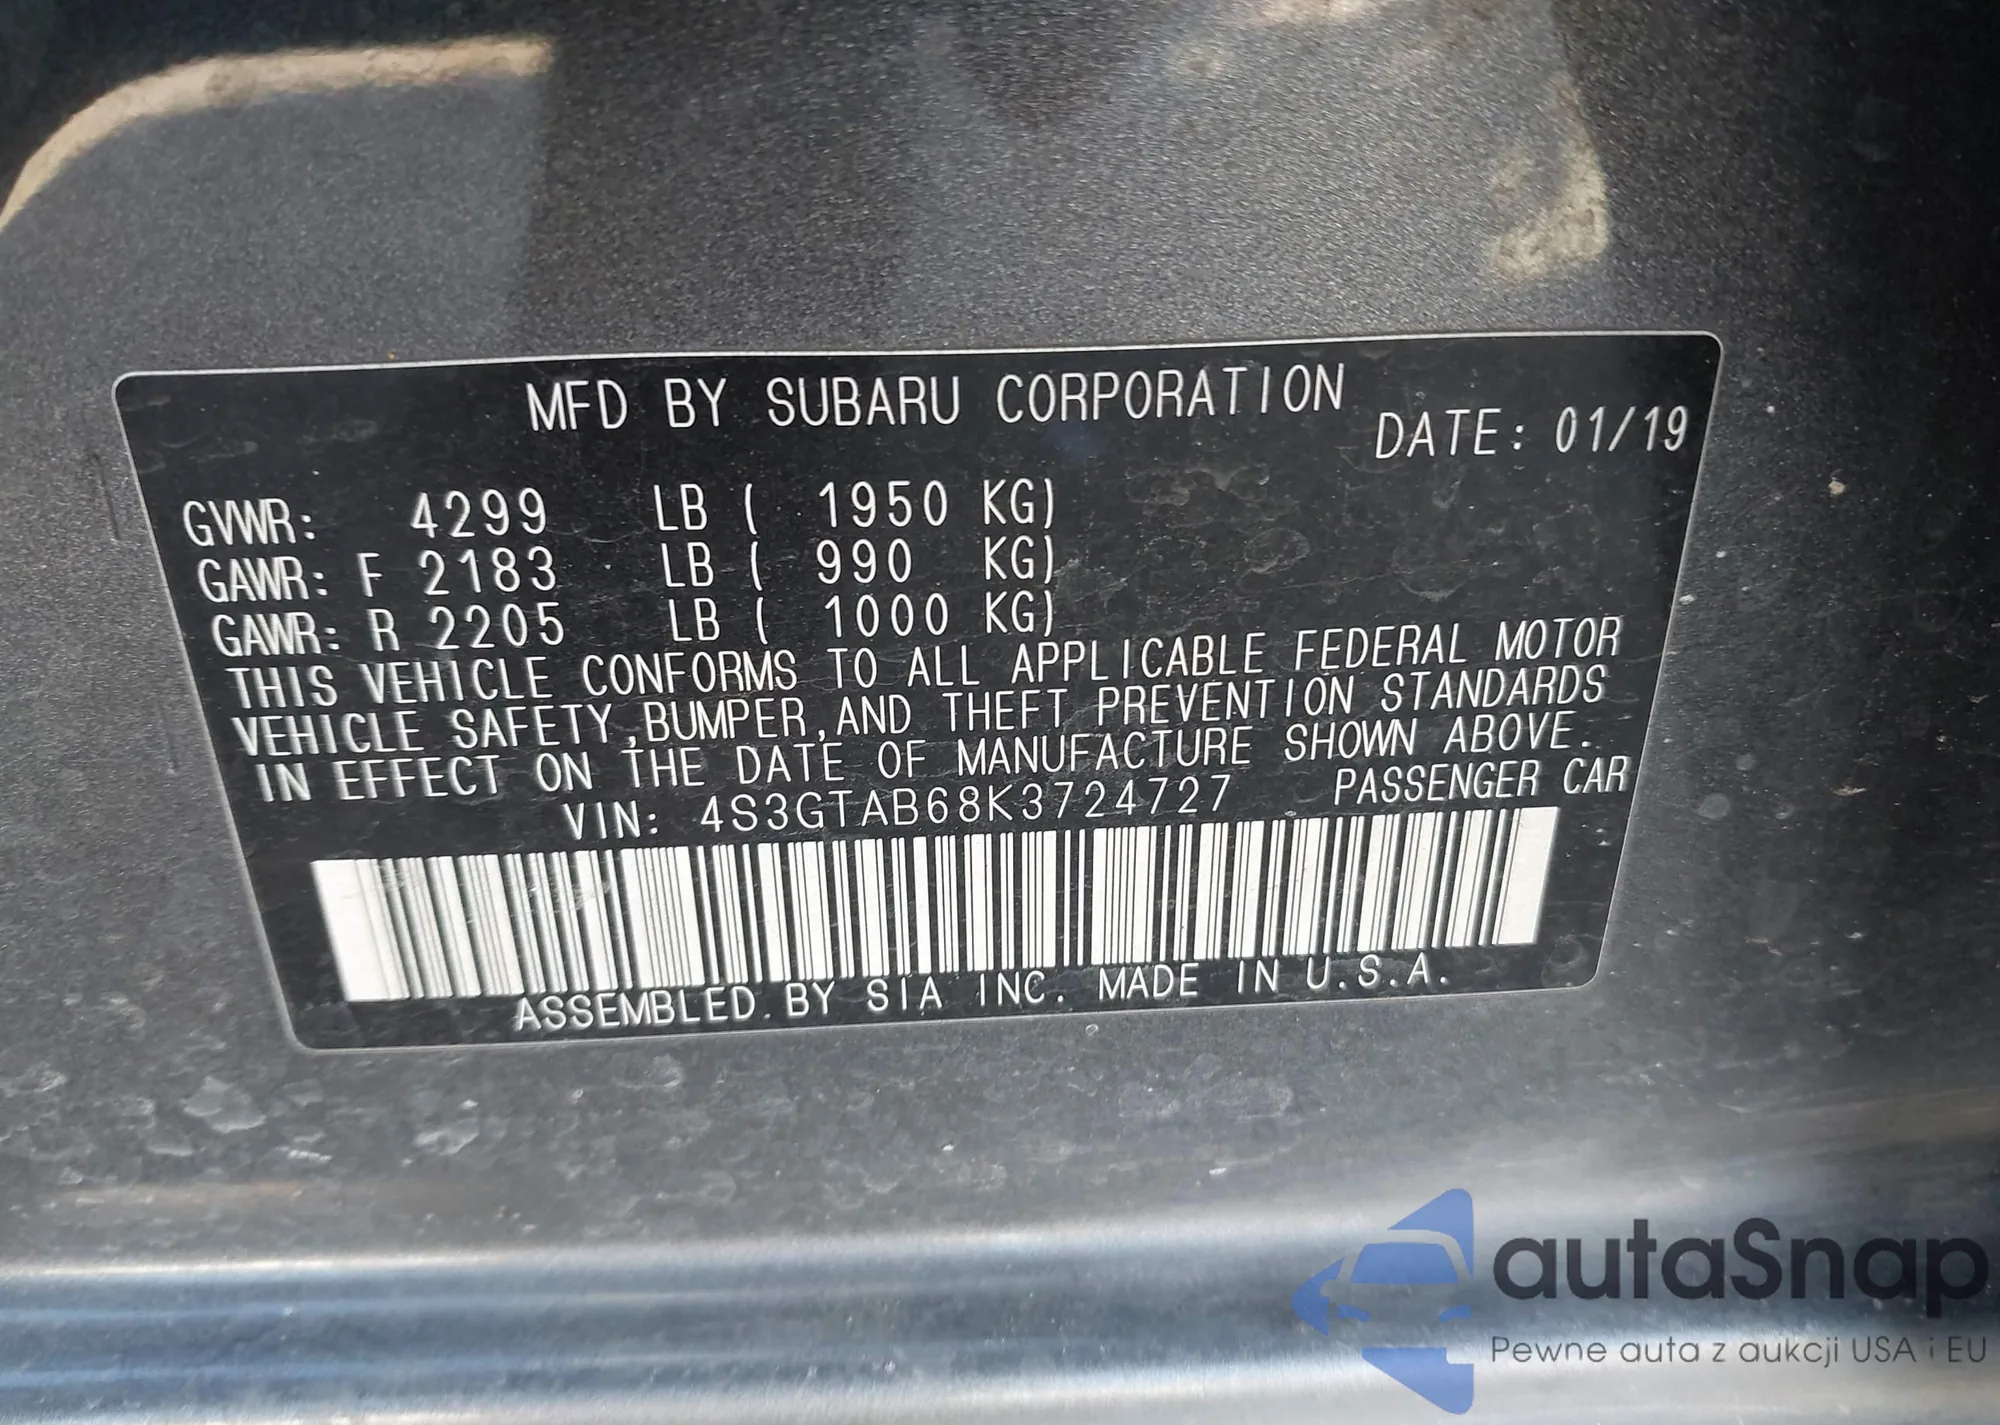 MFD BY SUBARU CORPORATION
DATE: 01/19
GVWR: 4299 LB ( 1950 KG)
GAWR: F 2183 LB ( 990 KG)
GAWR: R 2205 LB ( 1000 KG)
THIS VEHICLE CONFORMS TO ALL APPLICABLE FEDERAL MOTOR
VEHICLE SAFETY,BUMPER,AND THEFT PREVENTION STANDARDS
IN EFFECT ON THE DATE OF MANUFACTURE SHOWN ABOVE.
VIN: 4S3GTAB68K3724727 PASSENGER CAR
ASSEMBLED BY SIA INC. MADE IN U.S.A.
autaSnap
Pewne auta z aukcji USA i EU